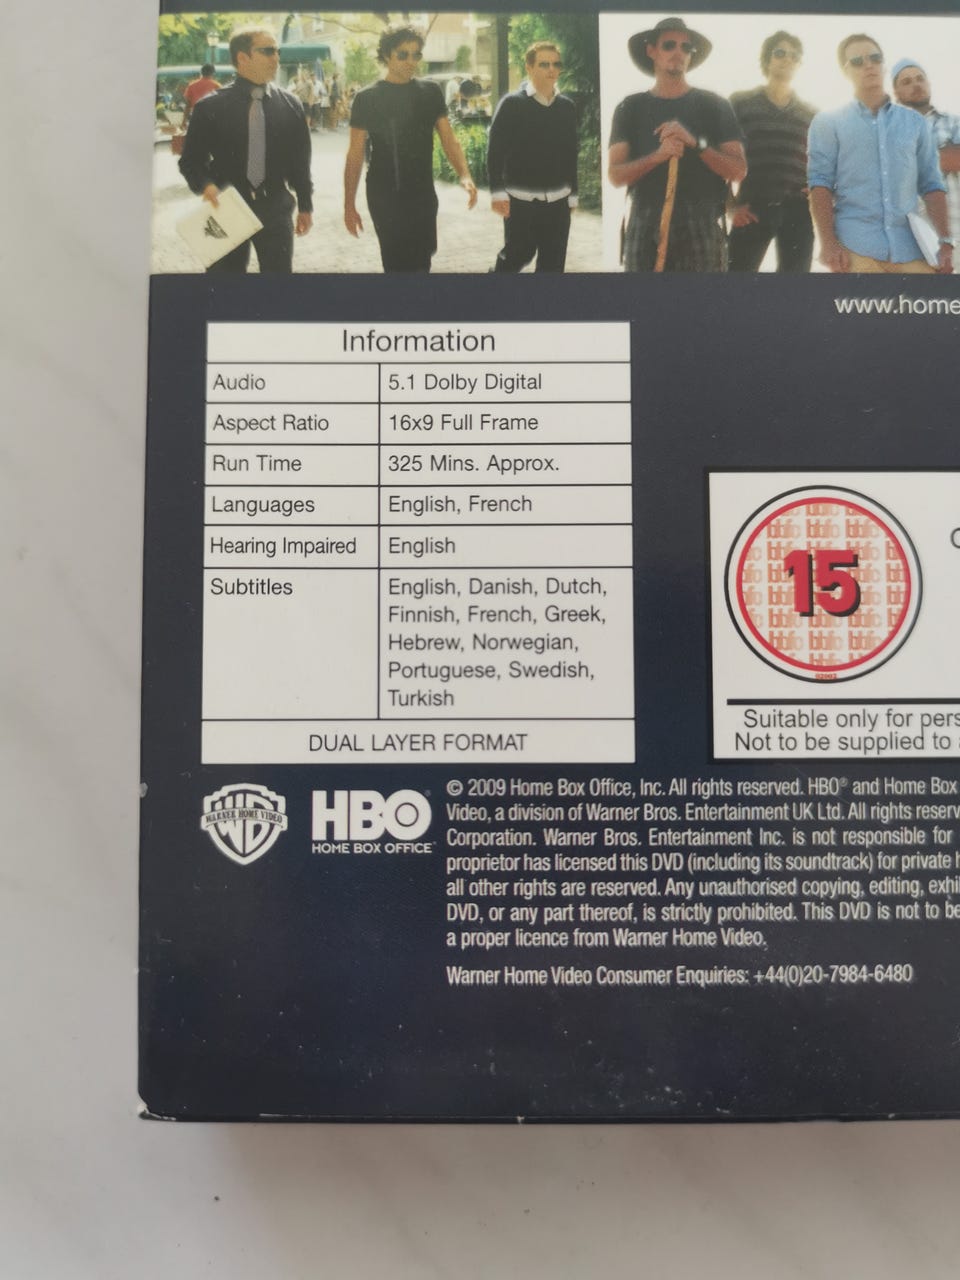 www.home
Information
Audio 5.1 Dolby Digital
Aspect Ratio 16x9 Full Frame
Run Time 325 Mins. Approx.
Languages English, French
Hearing Impaired English
Subtitles English, Danish, Dutch,
Finnish, French, Greek,
Hebrew, Norwegian,
Portuguese, Swedish,
Turkish
DUAL LAYER FORMAT
bbfc
15
02002
Suitable only for pers
Not to be supplied to
WARNER HOME VIDEO
HBO
HOME BOX OFFICE
© 2009 Home Box Office, Inc. All rights reserved. HBO® and Home Box
Video, a division of Warner Bros. Entertainment UK Ltd. All rights reserv
Corporation. Warner Bros. Entertainment Inc. is not responsible for
proprietor has licensed this DVD (including its soundtrack) for private h
all other rights are reserved. Any unauthorised copying, editing, exhi
DVD, or any part thereof, is strictly prohibited. This DVD is not to be
a proper licence from Warner Home Video.
Warner Home Video Consumer Enquiries: +44(0)20-7984-6480